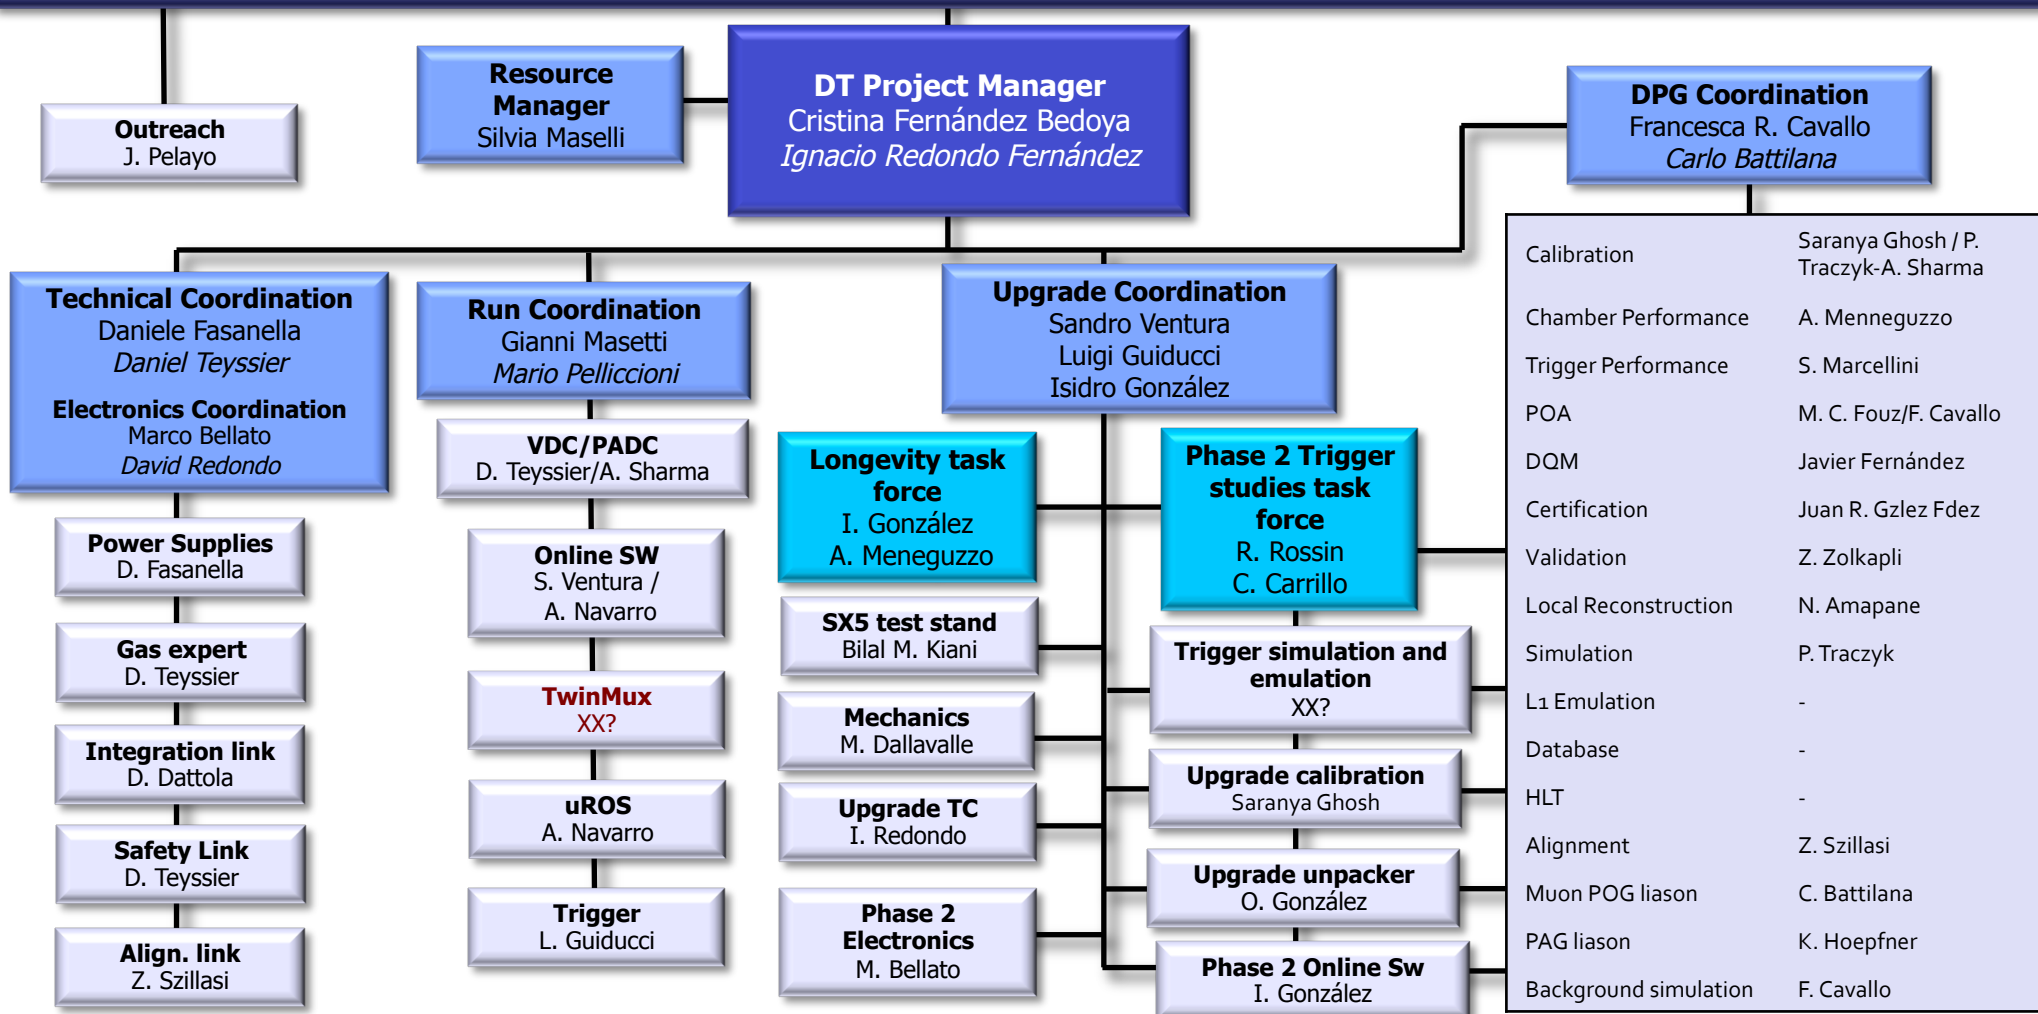 Outreach
J. Pelayo
Resource
Manager
Silvia Maselli
DT Project Manager
Cristina Fernández Bedoya
Ignacio Redondo Fernández
DPG Coordination
Francesca R. Cavallo
Carlo Battilana
Technical Coordination
Daniele Fasanella
Daniel Teyssier
Electronics Coordination
Marco Bellato
David Redondo
Power Supplies
D. Fasanella
Gas expert
D. Teyssier
Integration link
D. Dattola
Safety Link
D. Teyssier
Align. link
Z. Szillasi
Run Coordination
Gianni Masetti
Mario Pelliccioni
VDC/PADC
D. Teyssier/A. Sharma
Online SW
S. Ventura /
A. Navarro
TwinMux
XX?
uROS
A. Navarro
Trigger
L. Guiducci
Upgrade Coordination
Sandro Ventura
Luigi Guiducci
Isidro González
Longevity task
force
I. González
A. Meneguzzo
SX5 test stand
Bilal M. Kiani
Mechanics
M. Dallavalle
Upgrade TC
I. Redondo
Phase 2
Electronics
M. Bellato
Phase 2 Trigger
studies task
force
R. Rossin
C. Carrillo
Trigger simulation and
emulation
XX?
Upgrade calibration
Saranya Ghosh
Upgrade unpacker
O. González
Phase 2 Online Sw
I. González
Calibration Saranya Ghosh / P.
Traczyk-A. Sharma
Chamber Performance A. Menneguzzo
Trigger Performance S. Marcellini
POA M. C. Fouz/F. Cavallo
DQM Javier Fernández
Certification Juan R. Gzlez Fdez
Validation Z. Zolkapli
Local Reconstruction N. Amapane
Simulation P. Traczyk
L1 Emulation -
Database -
HLT -
Alignment Z. Szillasi
Muon POG liason C. Battilana
PAG liason K. Hoepfner
Background simulation F. Cavallo